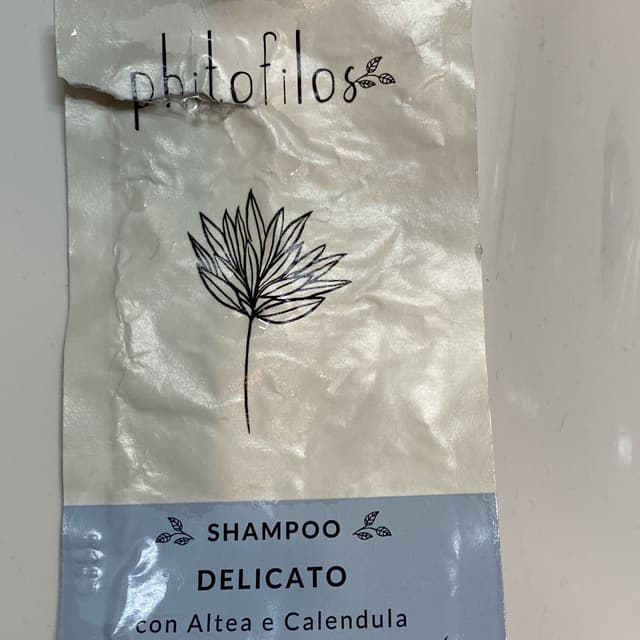 phitofilos
SHAMPOO
DELICATO
con Altea e Calendula